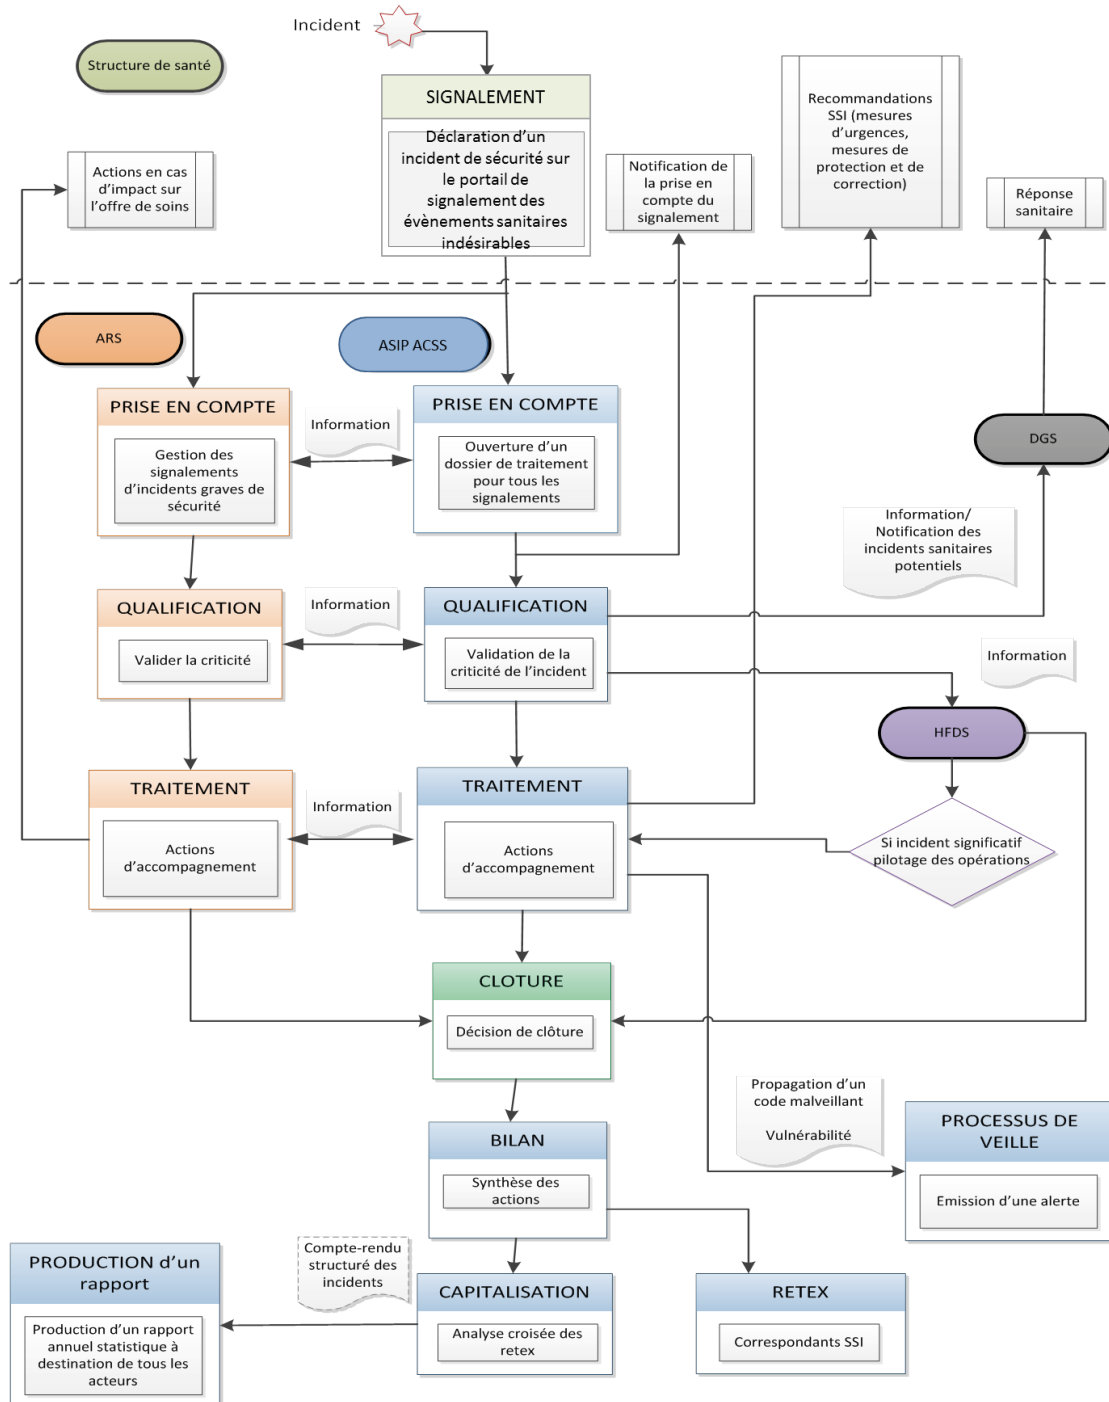 Incident
Structure de santé
SIGNALEMENT
Déclaration d'un
incident de sécurité sur
le portail de
signalement des
évènements sanitaires
indésirables
Actions en cas
d'impact sur
l'offre de soins
Notification de
la prise en
compte du
signalement
Recommandations
SSI (mesures
d'urgences,
mesures de
protection et de
correction)
Réponse
sanitaire
ARS
ASIP ACSS
PRISE EN COMPTE
Gestion des
signalements
d'incidents graves de
sécurité
Information
PRISE EN COMPTE
Ouverture d'un
dossier de traitement
pour tous les
signalements
DGS
Information/
Notification des
incidents sanitaires
potentiels
QUALIFICATION
Valider la criticité
Information
QUALIFICATION
Validation de la
criticité de l'incident
Information
HFDS
TRAITEMENT
Actions
d'accompagnement
Information
TRAITEMENT
Actions
d'accompagnement
Si incident significatif
pilotage des opérations
CLOTURE
Décision de clôture
Propagation d'un
code malveillant
Vulnérabilité
PROCESSUS DE
VEILLE
Emission d'une alerte
BILAN
Synthèse des
actions
PRODUCTION d'un
rapport
Production d'un rapport
annuel statistique à
destination de tous les
acteurs
Compte-rendu
structuré des
incidents
CAPITALISATION
Analyse croisée des
retex
RETEX
Correspondants SSI